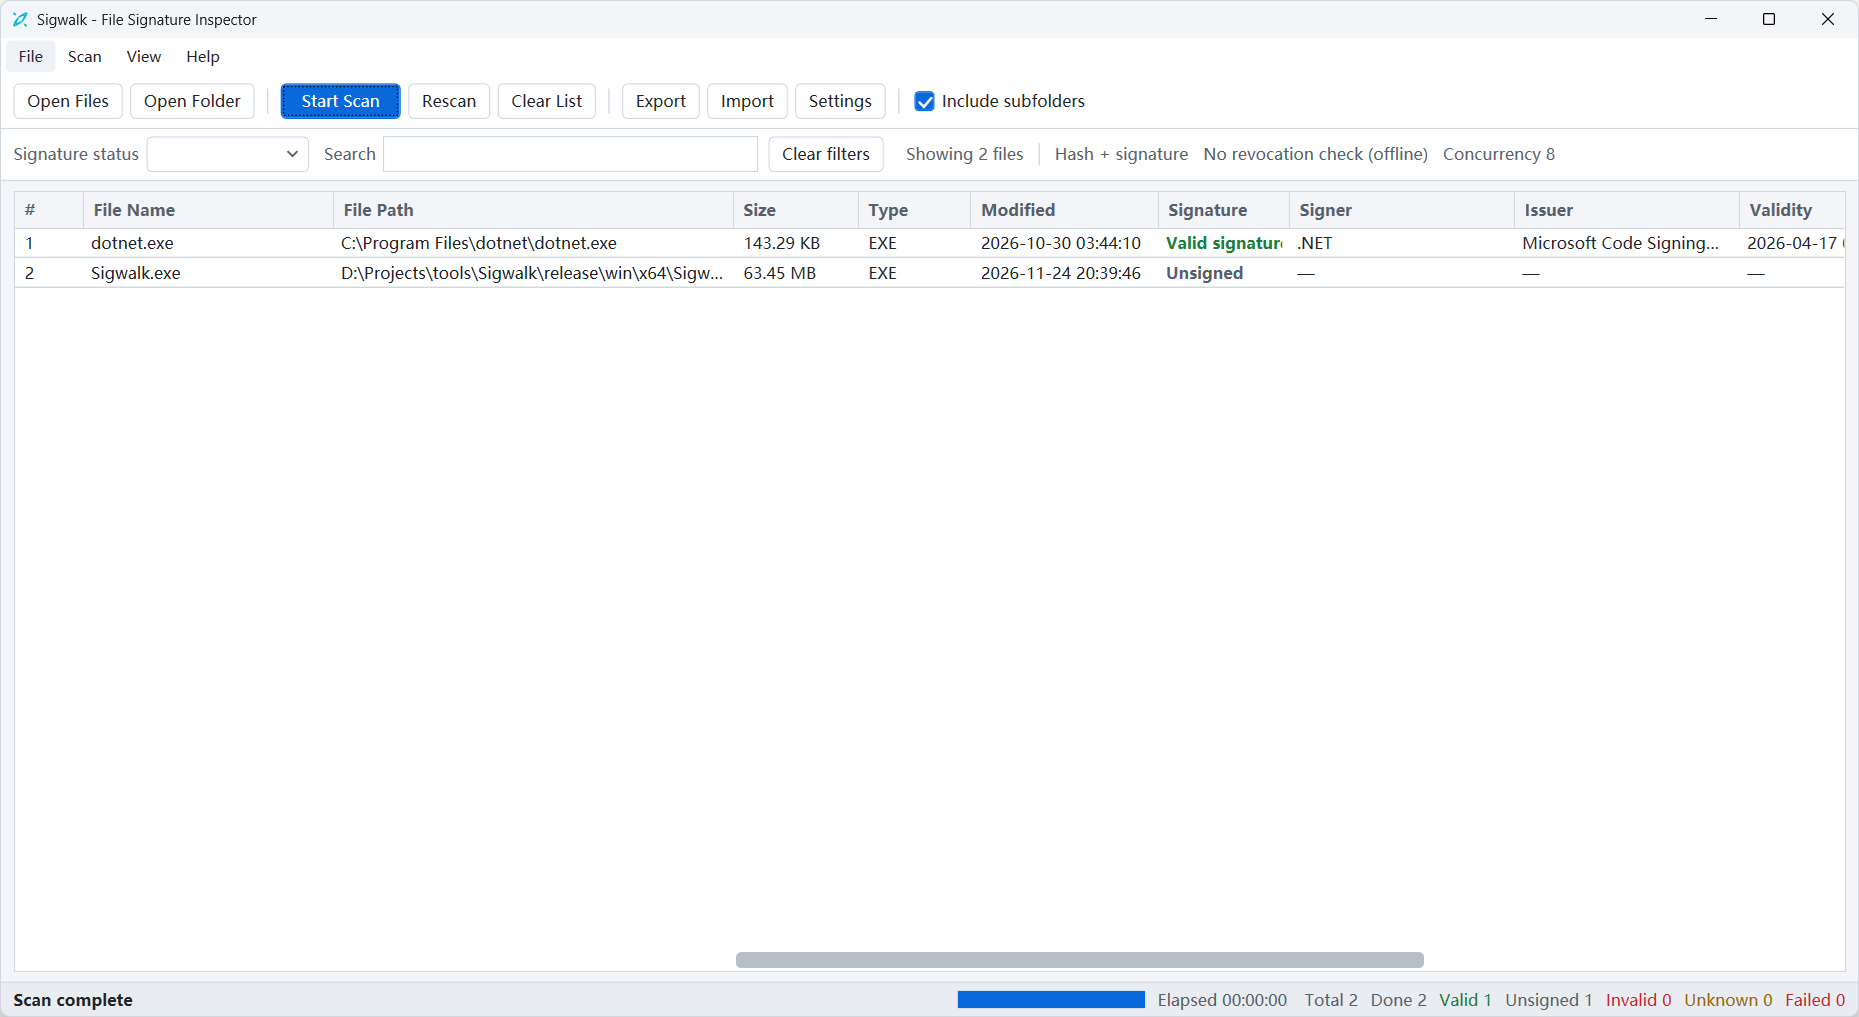 Sigwalk - File Signature Inspector
File Scan View Help
Open Files Open Folder Start Scan Rescan Clear List Export Import Settings Include subfolders
Signature status Search Clear filters Showing 2 files Hash + signature No revocation check (offline) Concurrency 8
# File Name File Path Size Type Modified Signature Signer Issuer Validity
1 dotnet.exe C:\Program Files\dotnet\dotnet.exe 143.29 KB EXE 2026-10-30 03:44:10 Valid signature .NET Microsoft Code Signing... 2026-04-17
2 Sigwalk.exe D:\Projects\tools\Sigwalk\release\win\x64\Sigw... 63.45 MB EXE 2026-11-24 20:39:46 Unsigned — — —
Scan complete Elapsed 00:00:00 Total 2 Done 2 Valid 1 Unsigned 1 Invalid 0 Unknown 0 Failed 0